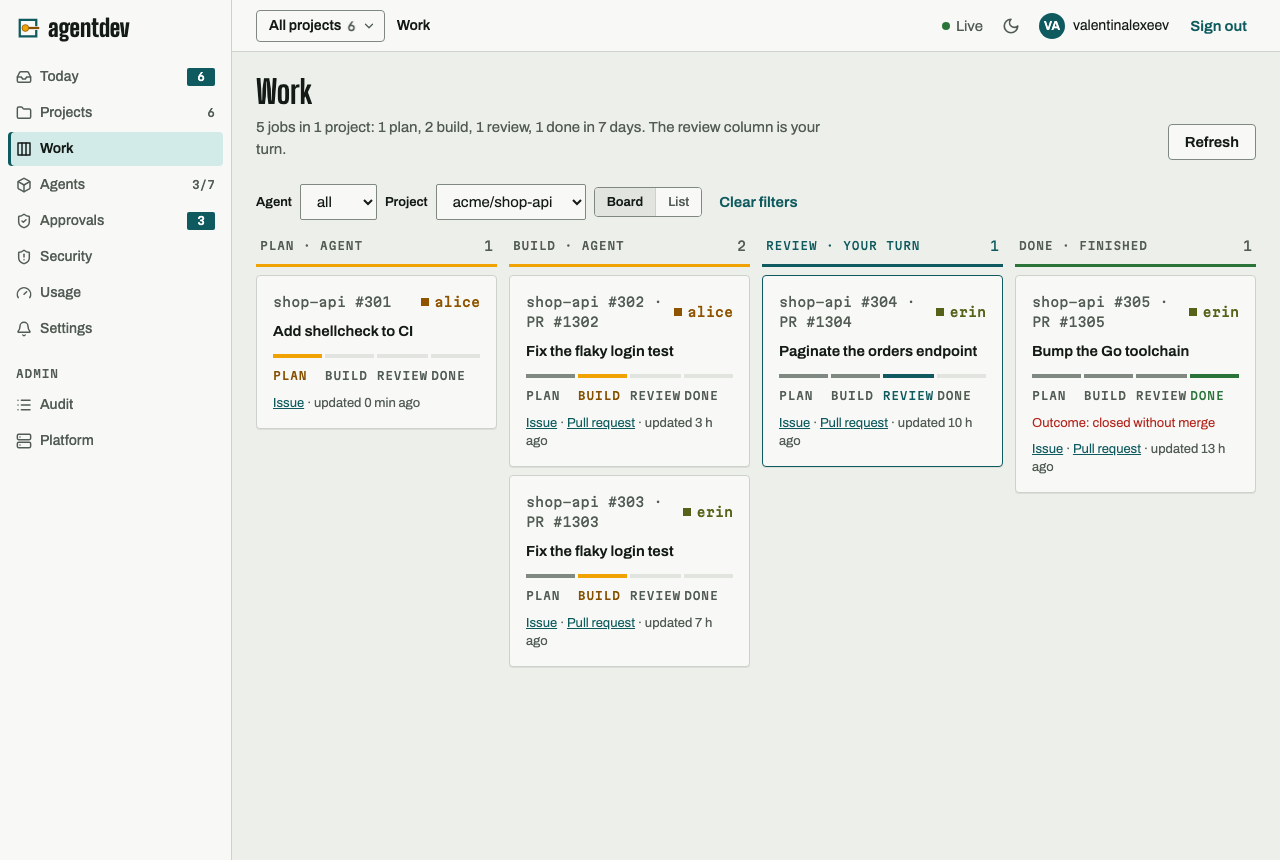 agentdev
All projects 6
Work
Live
VA
valentinalexeev
Sign out
Today 6
Projects 6
Work
Agents 3/7
Approvals 3
Security
Usage
Settings
ADMIN
Audit
Platform
Work
5 jobs in 1 project: 1 plan, 2 build, 1 review, 1 done in 7 days. The review column is your
turn.
Refresh
Agent all Project acme/shop-api Board List Clear filters
PLAN · AGENT 1
shop-api #301 alice
Add shellcheck to CI
PLAN BUILD REVIEW DONE
Issue · updated 0 min ago
BUILD · AGENT 2
shop-api #302 ·
PR #1302
alice
Fix the flaky login test
PLAN BUILD REVIEW DONE
Issue · Pull request · updated 3 h
ago
shop-api #303 ·
PR #1303
erin
Fix the flaky login test
PLAN BUILD REVIEW DONE
Issue · Pull request · updated 7 h
ago
REVIEW · YOUR TURN 1
shop-api #304 ·
PR #1304
erin
Paginate the orders endpoint
PLAN BUILD REVIEW DONE
Issue · Pull request · updated 10 h
ago
DONE · FINISHED 1
shop-api #305 ·
PR #1305
erin
Bump the Go toolchain
PLAN BUILD REVIEW DONE
Outcome: closed without merge
Issue · Pull request · updated 13 h
ago